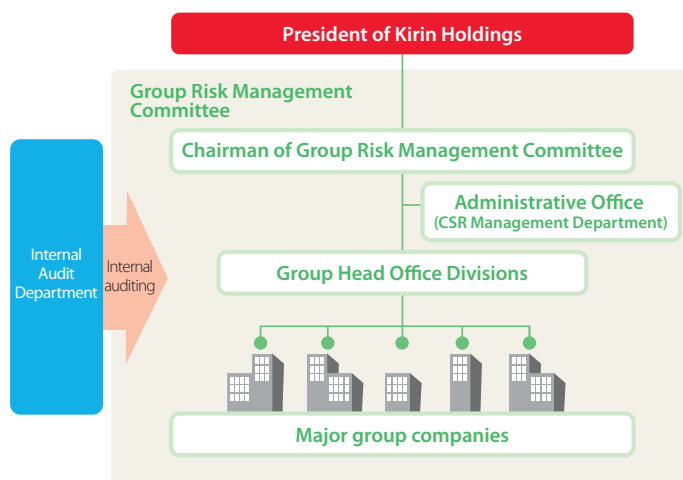 President of Kirin Holdings
Group Risk Management
Committee
Chairman of Group Risk Management Committee
Administrative Office
(CSR Management Department)
Internal
Audit
Department
Internal
auditing
Group Head Office Divisions
Major group companies